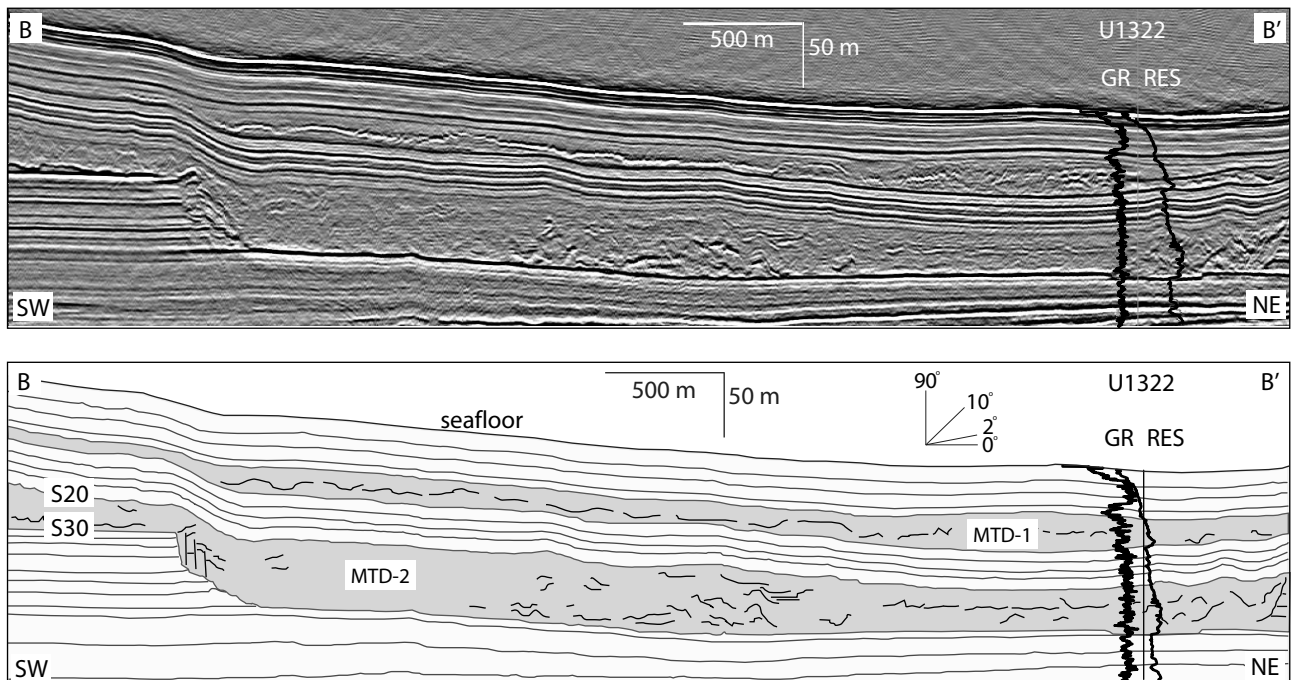 B
B’
500 m
50 m
U1322
GR RES
SW
NE
B
B’
500 m
50 m
90°
10°
2°
0°
U1322
GR RES
seafloor
S20
S30
MTD-1
MTD-2
SW
NE